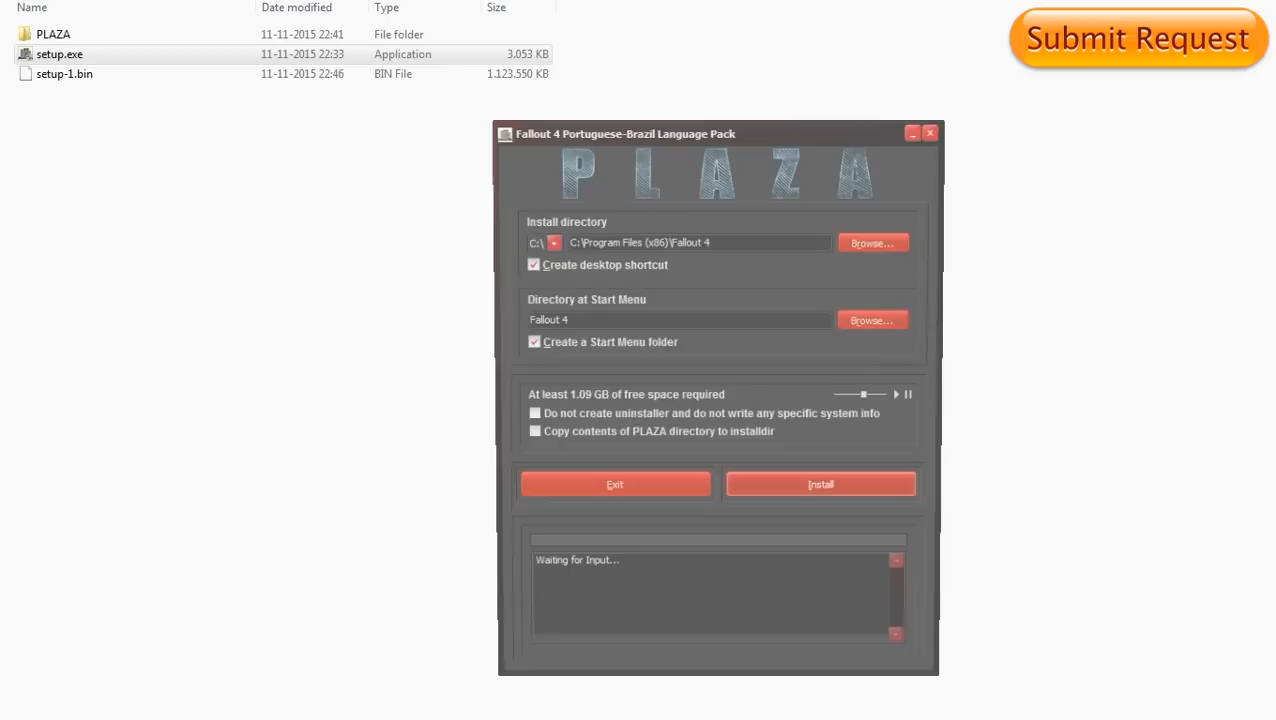 Name Date modified Type Size
PLAZA 11-11-2015 22:41 File folder
setup.exe 11-11-2015 22:33 Application 3.053 KB
setup-1.bin 11-11-2015 22:46 BIN File 1.123.550 KB
Submit Request
Fallout 4 Portuguese-Brazil Language Pack
PLAZA
Install directory
C:\ C:\Program Files (x86)\Fallout 4 Browse...
Create desktop shortcut
Directory at Start Menu
Fallout 4 Browse...
Create a Start Menu folder
At least 1.09 GB of free space required
Do not create uninstaller and do not write any specific system info
Copy contents of PLAZA directory to installdir
Exit Install
Waiting for Input...